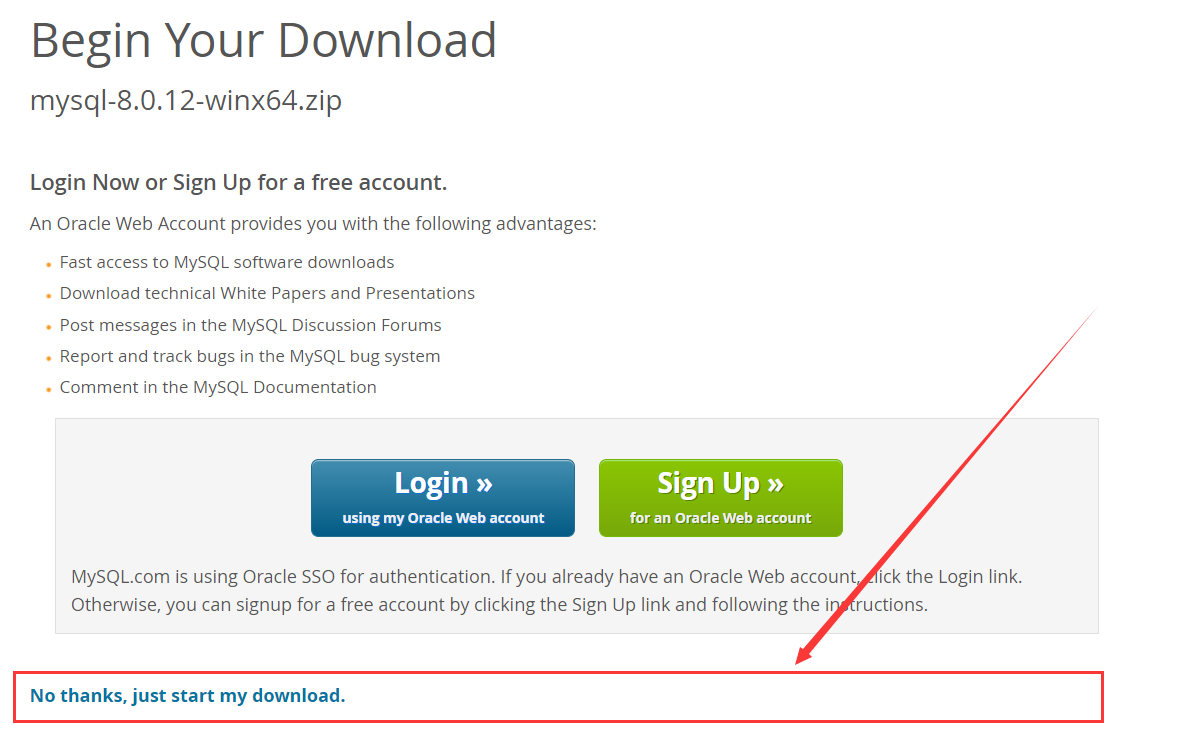 Begin Your Download
mysql-8.0.12-winx64.zip
Login Now or Sign Up for a free account.
An Oracle Web Account provides you with the following advantages:
Fast access to MySQL software downloads
Download technical White Papers and Presentations
Post messages in the MySQL Discussion Forums
Report and track bugs in the MySQL bug system
Comment in the MySQL Documentation
Login »
using my Oracle Web account
Sign Up »
for an Oracle Web account
MySQL.com is using Oracle SSO for authentication. If you already have an Oracle Web account, click the Login link.
Otherwise, you can signup for a free account by clicking the Sign Up link and following the instructions.
No thanks, just start my download.